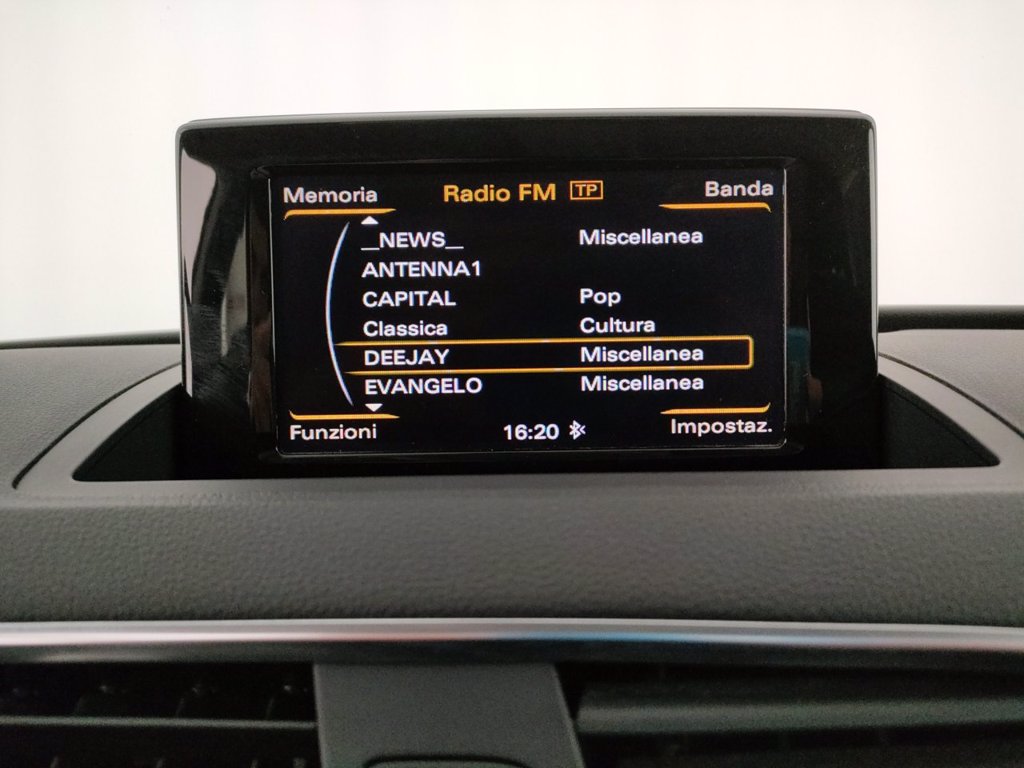 Memoria Radio FM TP Banda
_NEWS_ Miscellanea
ANTENNA1
CAPITAL Pop
Classica Cultura
DEEJAY Miscellanea
EVANGELO Miscellanea
Funzioni 16:20 Impostaz.